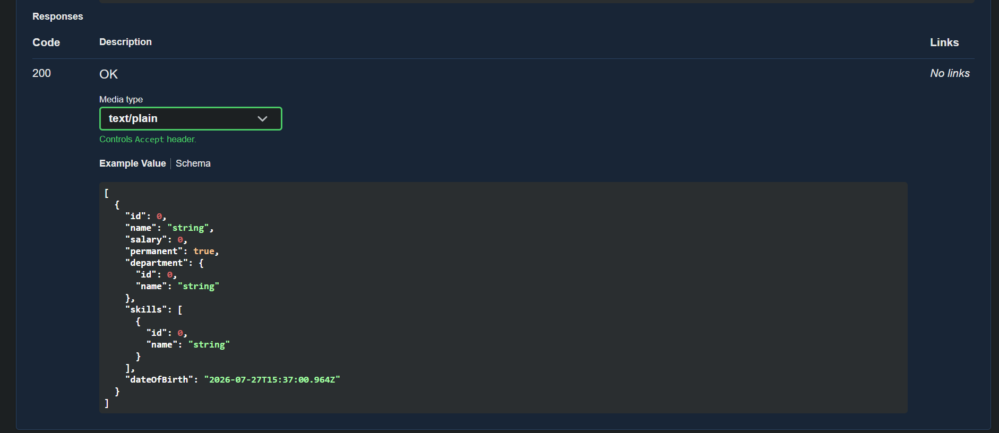 Responses
Code Description Links
200 OK No links
Media type
text/plain
Controls Accept header.
Example Value Schema
[
  {
    "id": 0,
    "name": "string",
    "salary": 0,
    "permanent": true,
    "department": {
      "id": 0,
      "name": "string"
    },
    "skills": [
      {
        "id": 0,
        "name": "string"
      }
    ],
    "dateOfBirth": "2026-07-27T15:37:00.964Z"
  }
]